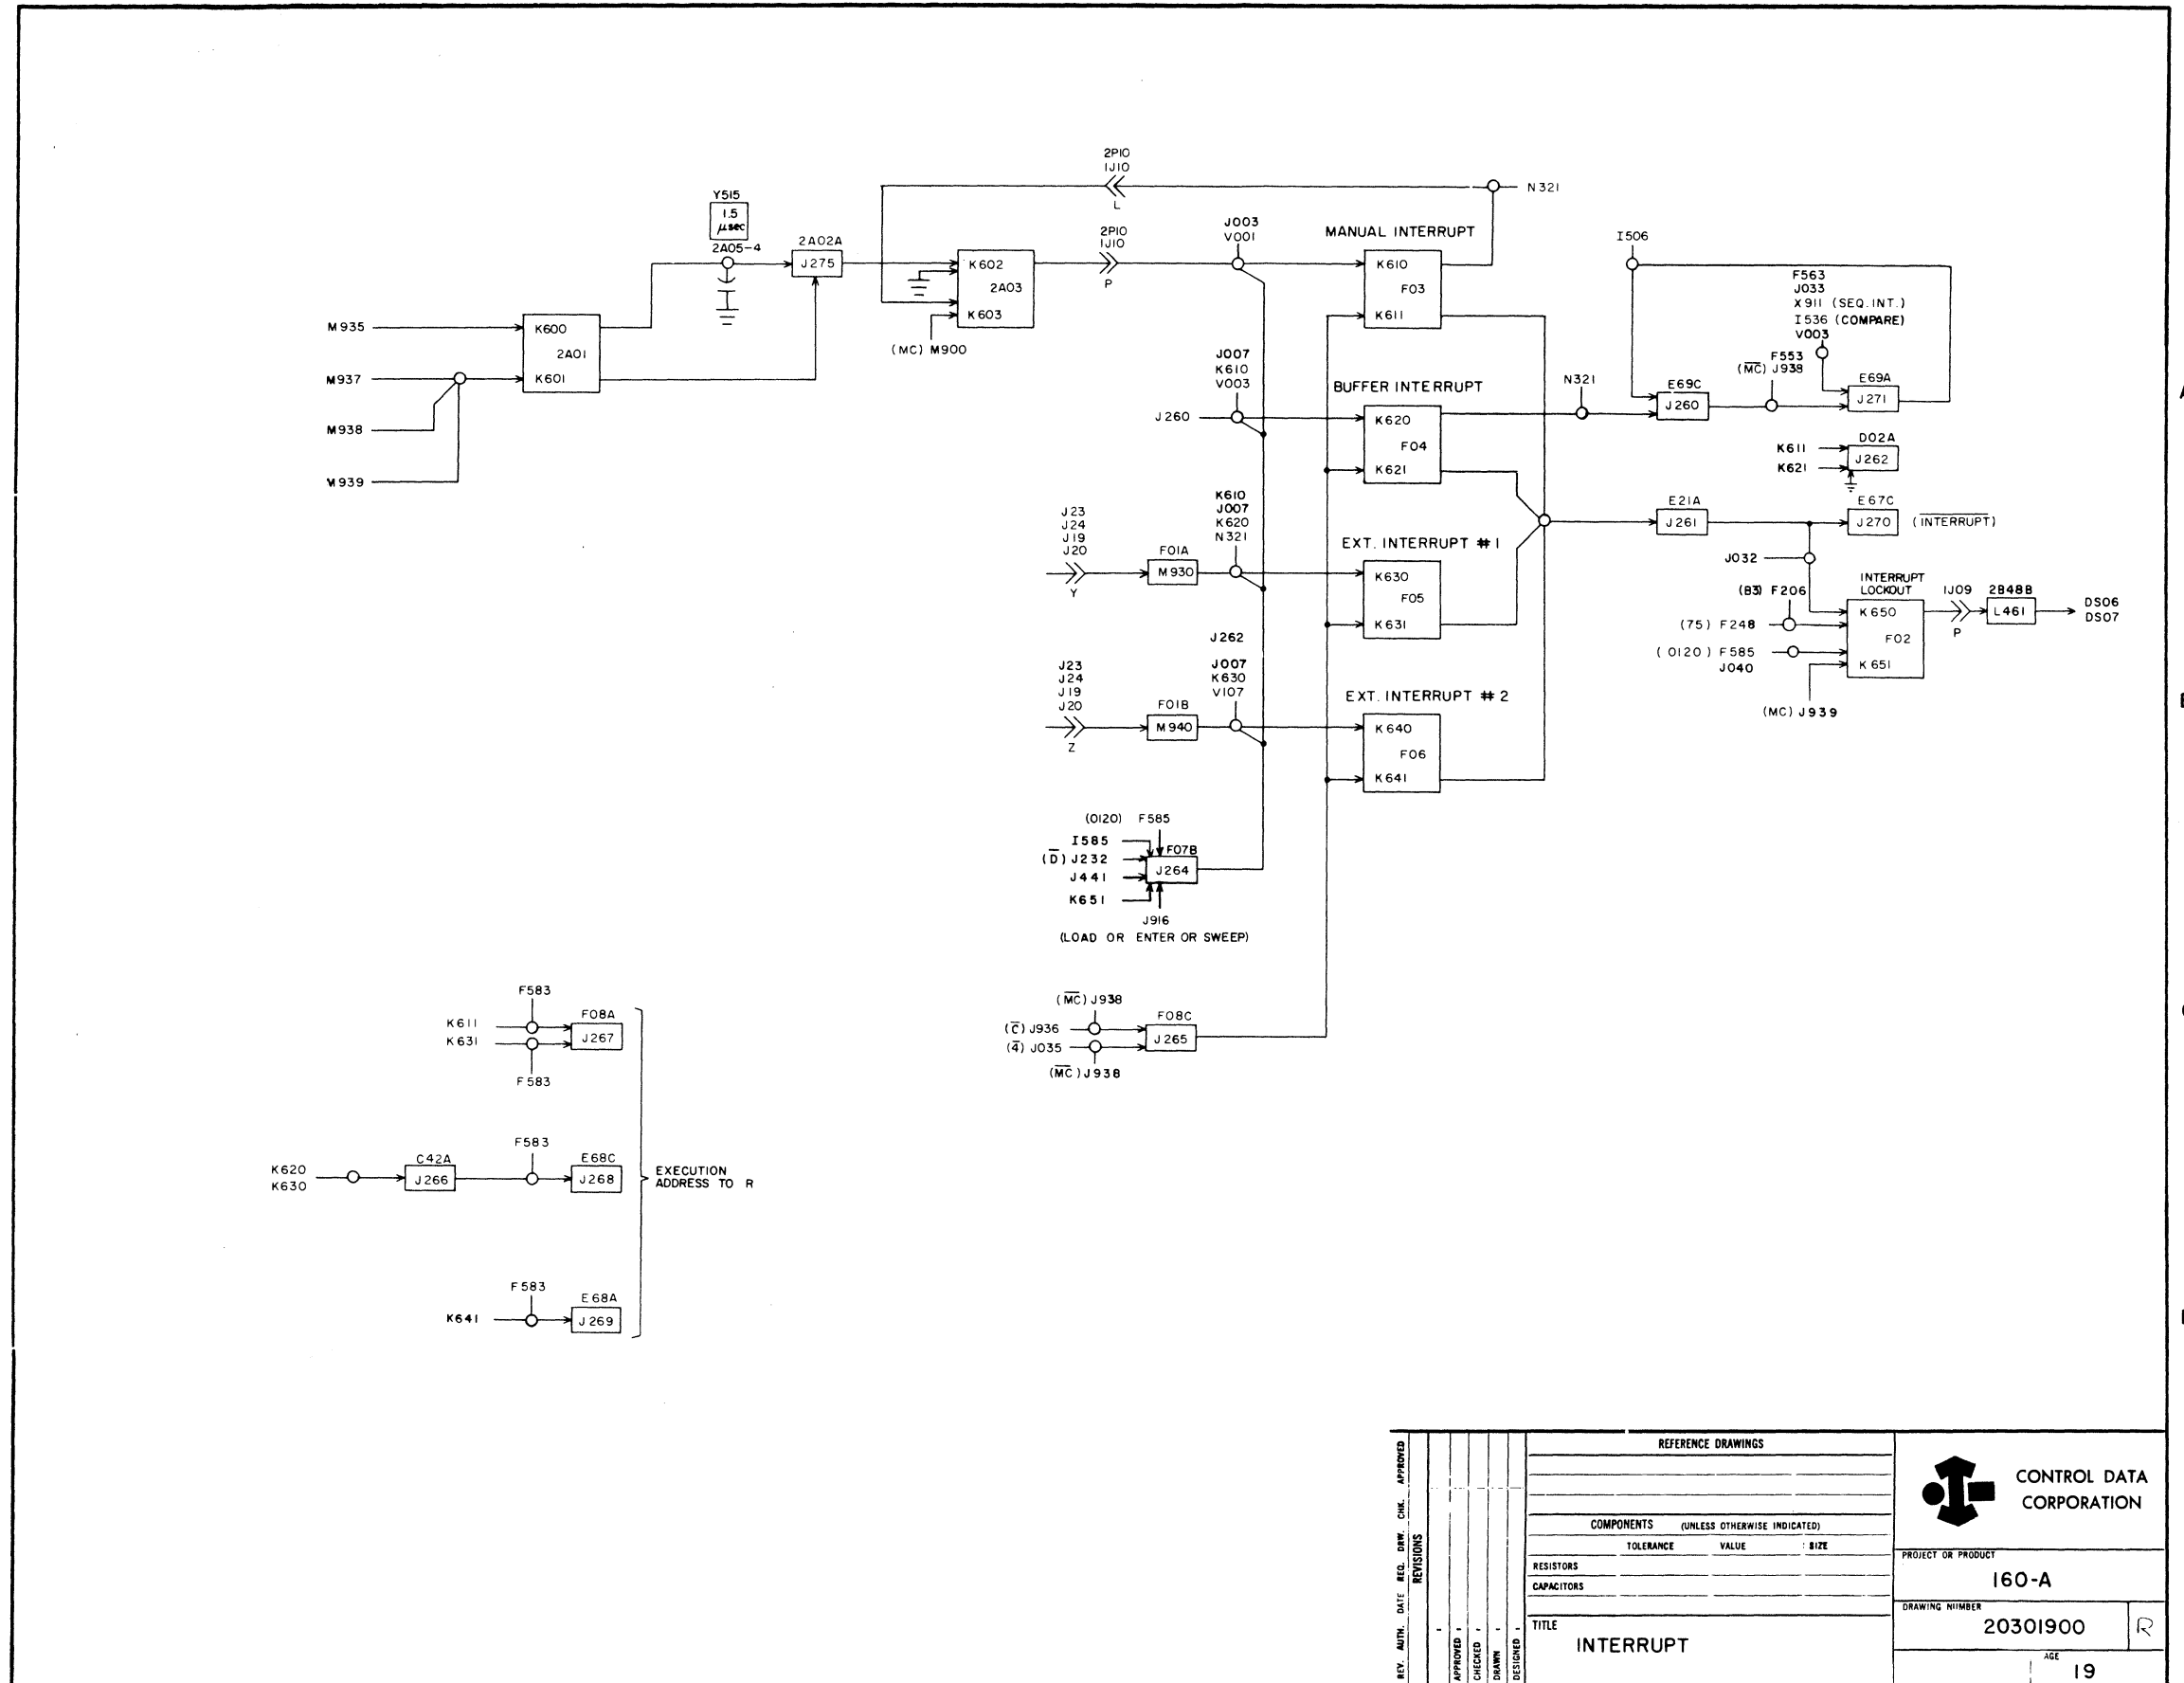 2P10
1J10
L
N321
Y515
1.5
μsec
2A05-4
2A02A
J275
K602
2A03
K603
(MC) M900
2P10
1J10
P
J003
V001
MANUAL INTERRUPT
K610
F03
K611
I506
F563
J033
X911 (SEQ. INT.)
I536 (COMPARE)
V003
F553
(M̅C̅) J938
E69A
J271
E69C
J260
N321
M935
M937
M938
M939
K600
2A01
K601
J007
K610
V003
J260
BUFFER INTERRUPT
K620
F04
K621
K611
K621
D02A
J262
E21A
J261
E67C
J270
(I̅N̅T̅E̅R̅R̅U̅P̅T̅)
J032
J23
J24
J19
J20
Y
F01A
M930
K610
J007
K620
N321
EXT. INTERRUPT #1
K630
F05
K631
INTERRUPT
LOCKOUT
(B3) F206
(75) F248
(0120) F585
J040
K650
F02
K651
(MC) J939
1J09
P
2B48B
L461
DS06
DS07
J23
J24
J19
J20
Z
F01B
M940
J262
J007
K630
V107
EXT. INTERRUPT #2
K640
F06
K641
(0120) F585
I585
(D̅) J232
J441
K651
F07B
J264
J916
(LOAD OR ENTER OR SWEEP)
(M̅C̅) J938
(C̅) J936
(4̅) J035
(M̅C̅) J938
F08C
J265
F583
K611
K631
F583
F08A
J267
K620
K630
C42A
J266
F583
E68C
J268
EXECUTION
ADDRESS TO R
F583
K641
E68A
J269
A
REV. AUTH. DATE REQ. DRW. CHK. APPROVED
REVISIONS
APPROVED
CHECKED
DRAWN
DESIGNED
REFERENCE DRAWINGS
COMPONENTS (UNLESS OTHERWISE INDICATED)
TOLERANCE VALUE SIZE
RESISTORS
CAPACITORS
TITLE
INTERRUPT
CONTROL DATA
CORPORATION
PROJECT OR PRODUCT
160-A
DRAWING NUMBER
20301900
R
AGE
19